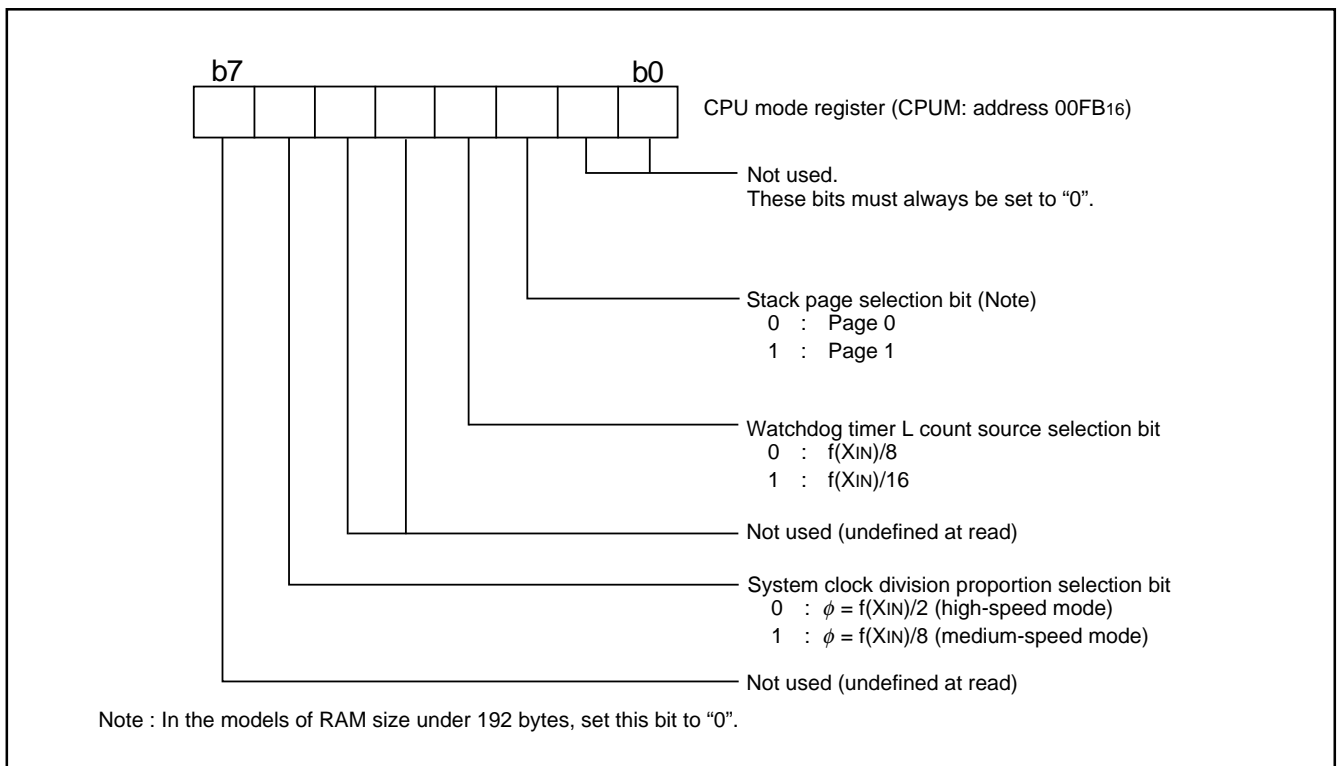 b7 b0
CPU mode register (CPUM: address 00FB16)
Not used.
These bits must always be set to “0”.
Stack page selection bit (Note)
0 : Page 0
1 : Page 1
Watchdog timer L count source selection bit
0 : f(XIN)/8
1 : f(XIN)/16
Not used (undefined at read)
System clock division proportion selection bit
0 : ϕ = f(XIN)/2 (high-speed mode)
1 : ϕ = f(XIN)/8 (medium-speed mode)
Not used (undefined at read)
Note : In the models of RAM size under 192 bytes, set this bit to “0”.